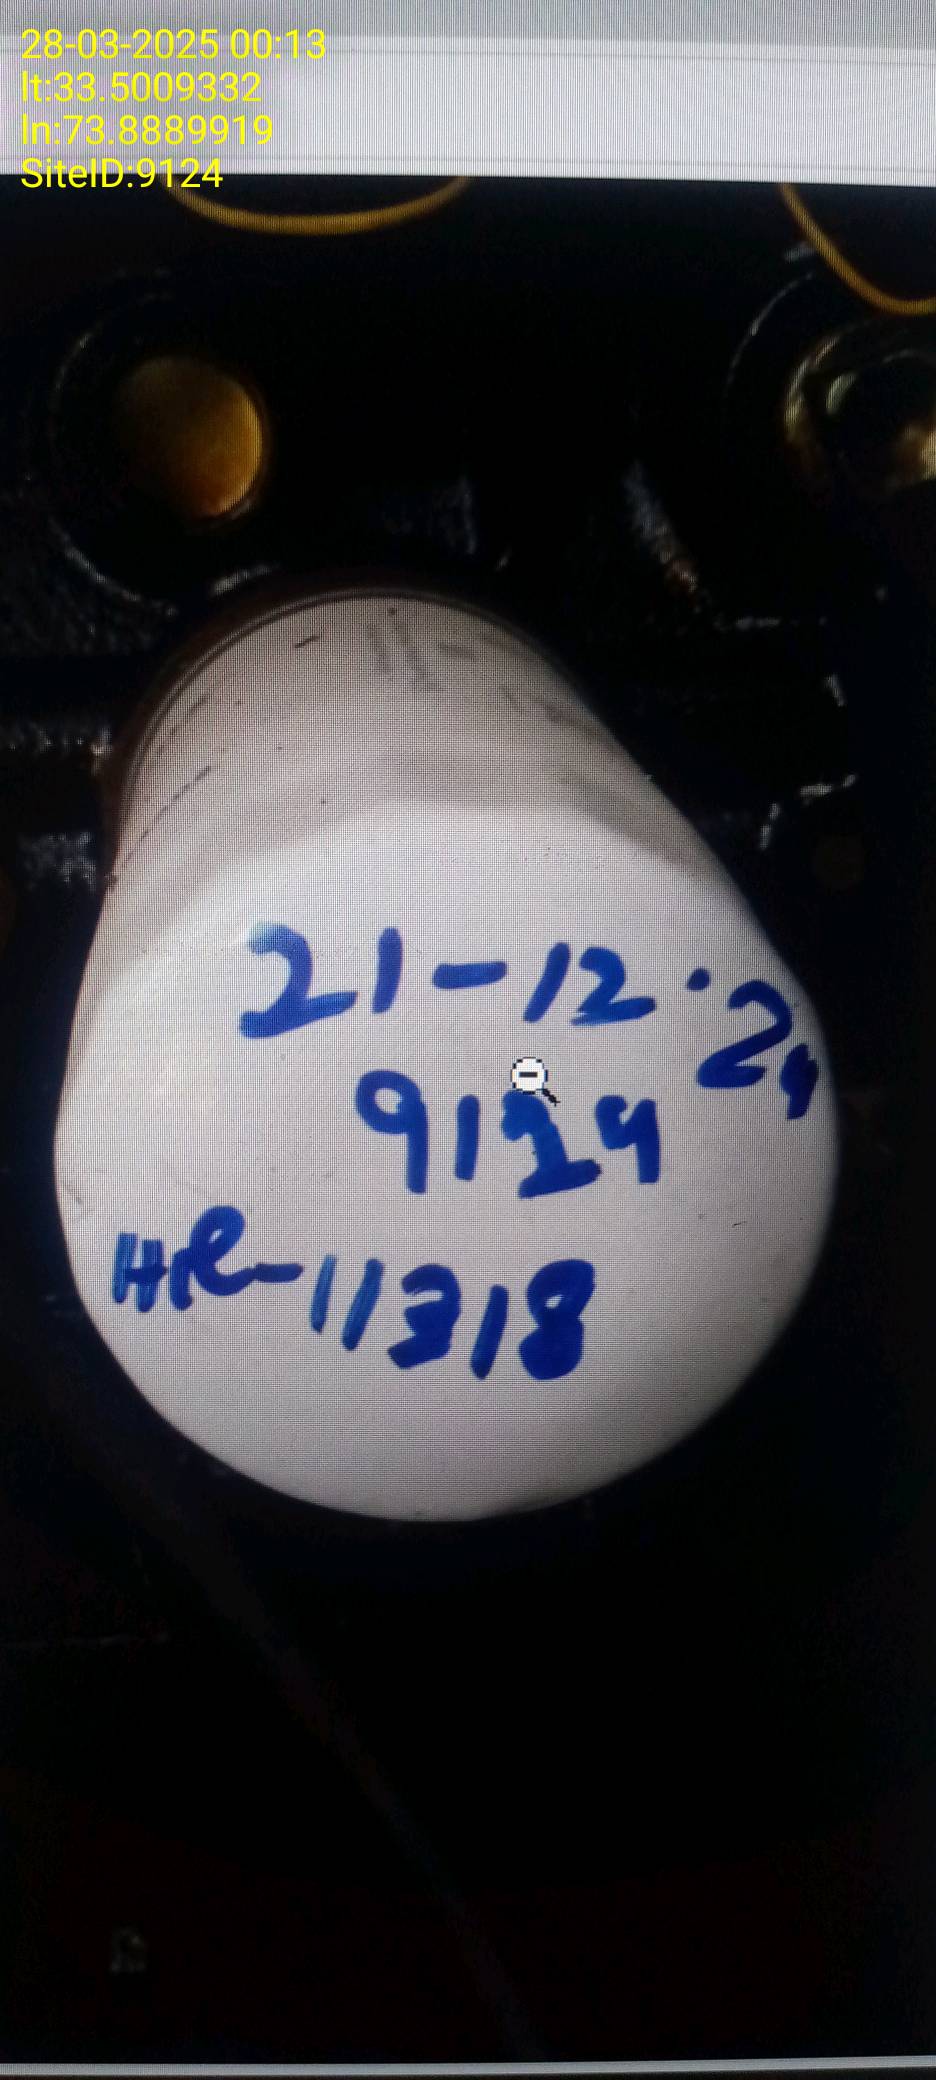 28-03-2025 00:13
lt:33.5009332
ln:73.8889919
SiteID:9124
21-12.24
9124
HR-11318